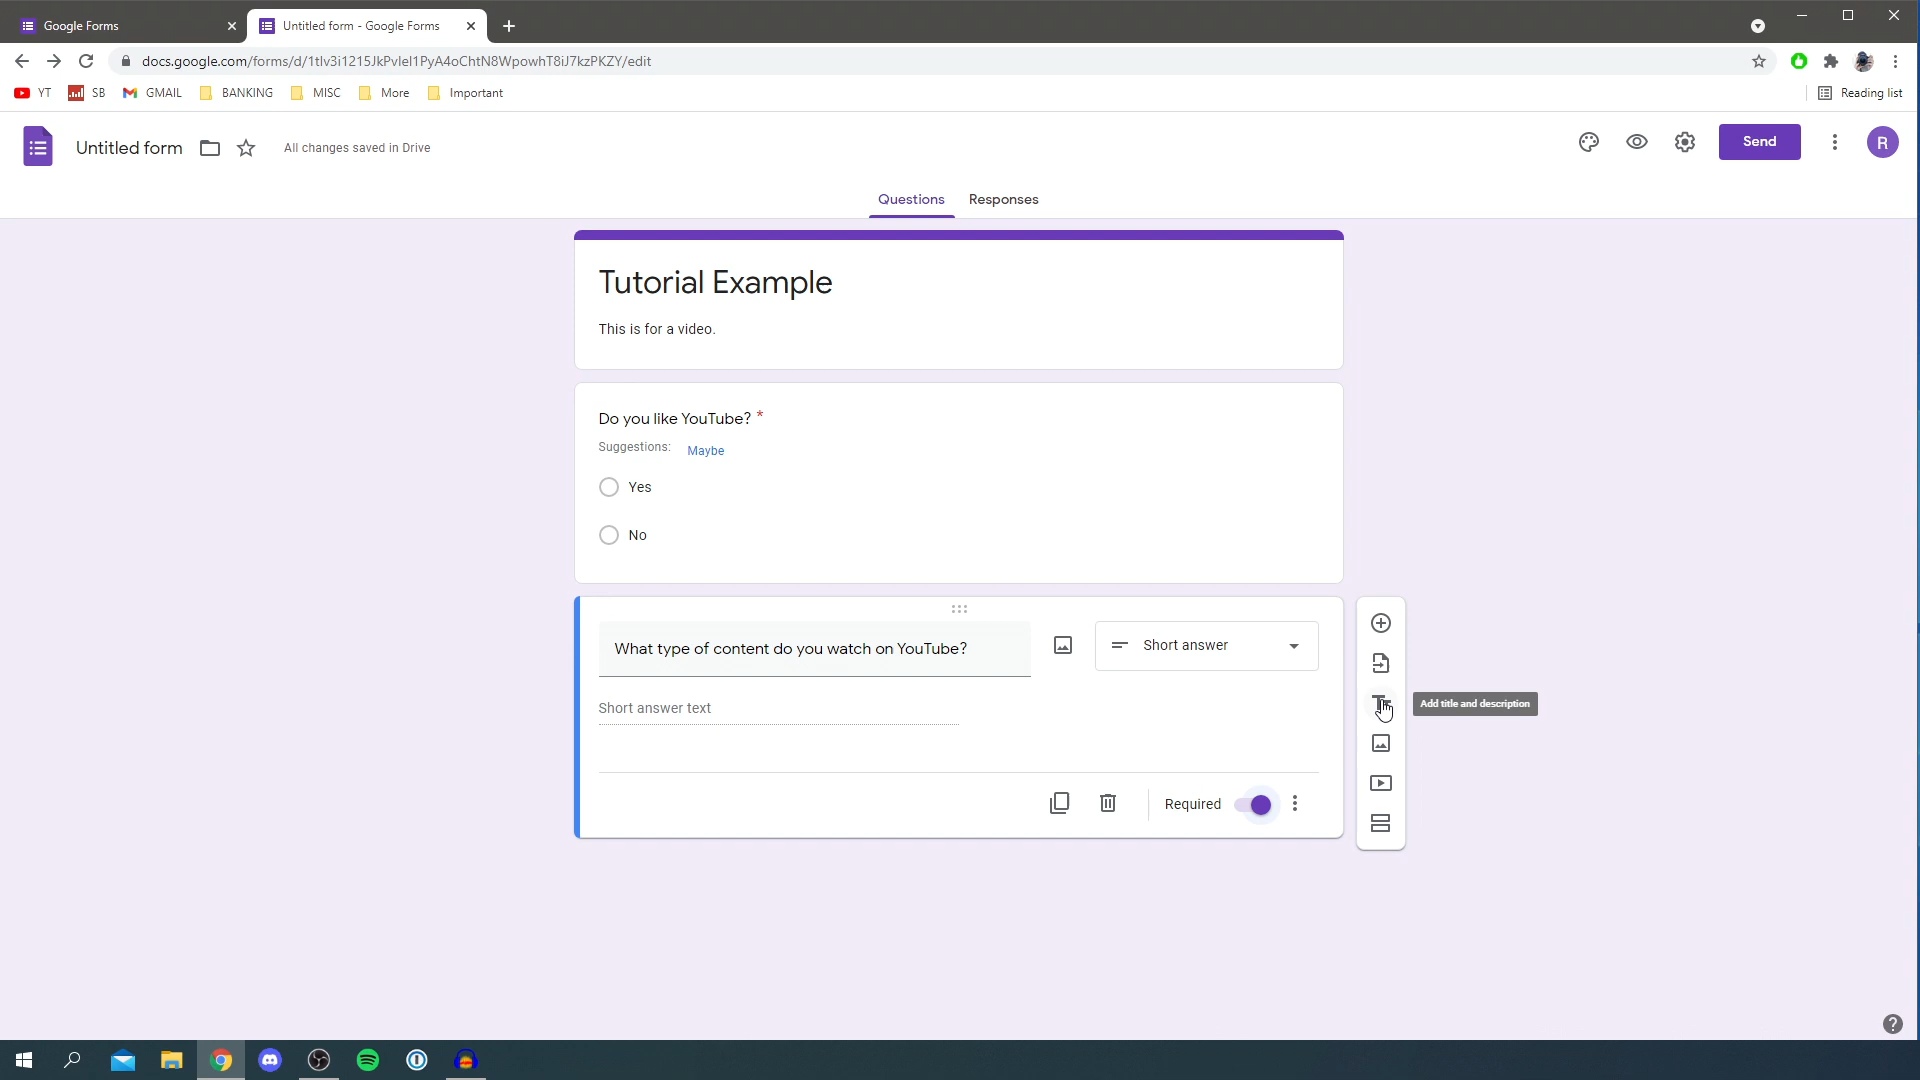 Google Forms
Untitled form - Google Forms
docs.google.com/forms/d/1tlv3i1215JkPvIel1PyA4oChtN8WpowhT8iJ7kzPKZY/edit
YT
SB
GMAIL
BANKING
MISC
More
Important
Reading list
Untitled form
All changes saved in Drive
Send
R
Questions
Responses
Tutorial Example
This is for a video.
Do you like YouTube? *
Suggestions: Maybe
Yes
No
What type of content do you watch on YouTube?
Short answer
Short answer text
Add title and description
Required